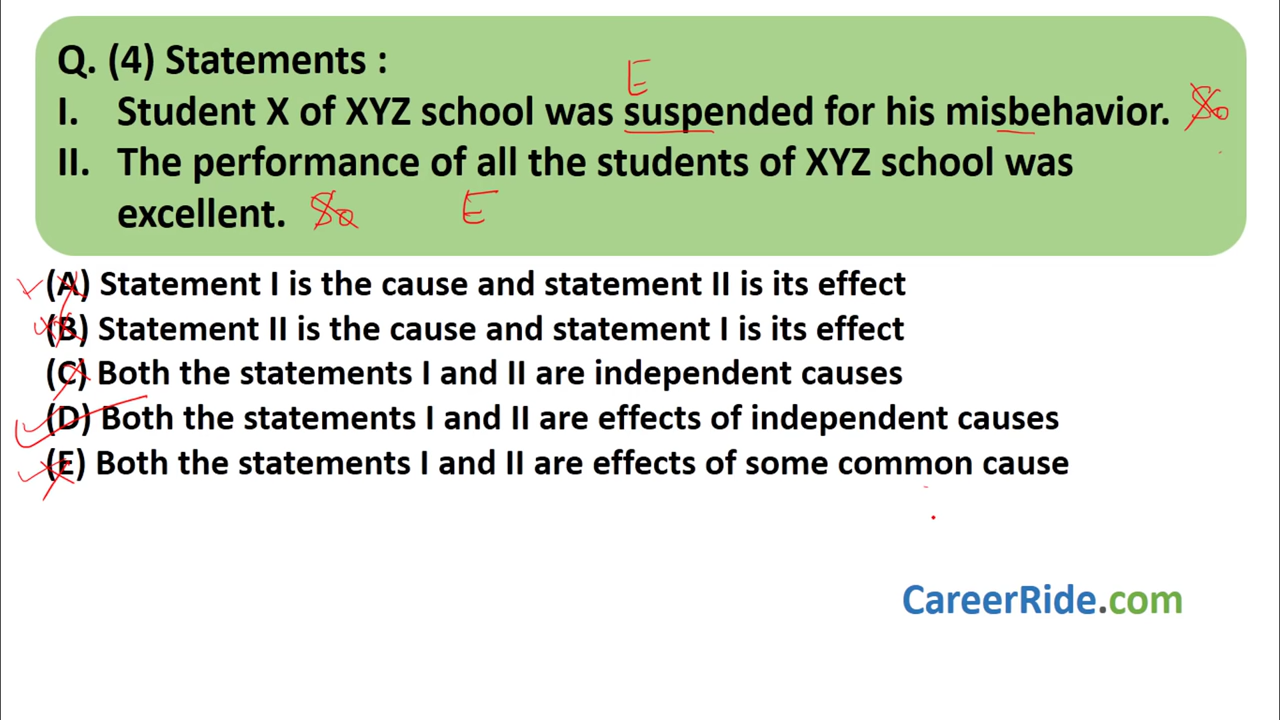 Q. (4) Statements :
E
I. Student X of XYZ school was suspended for his misbehavior. So
II. The performance of all the students of XYZ school was
excellent. So E
(A) Statement I is the cause and statement II is its effect
(B) Statement II is the cause and statement I is its effect
(C) Both the statements I and II are independent causes
(D) Both the statements I and II are effects of independent causes
(E) Both the statements I and II are effects of some common cause
CareerRide.com